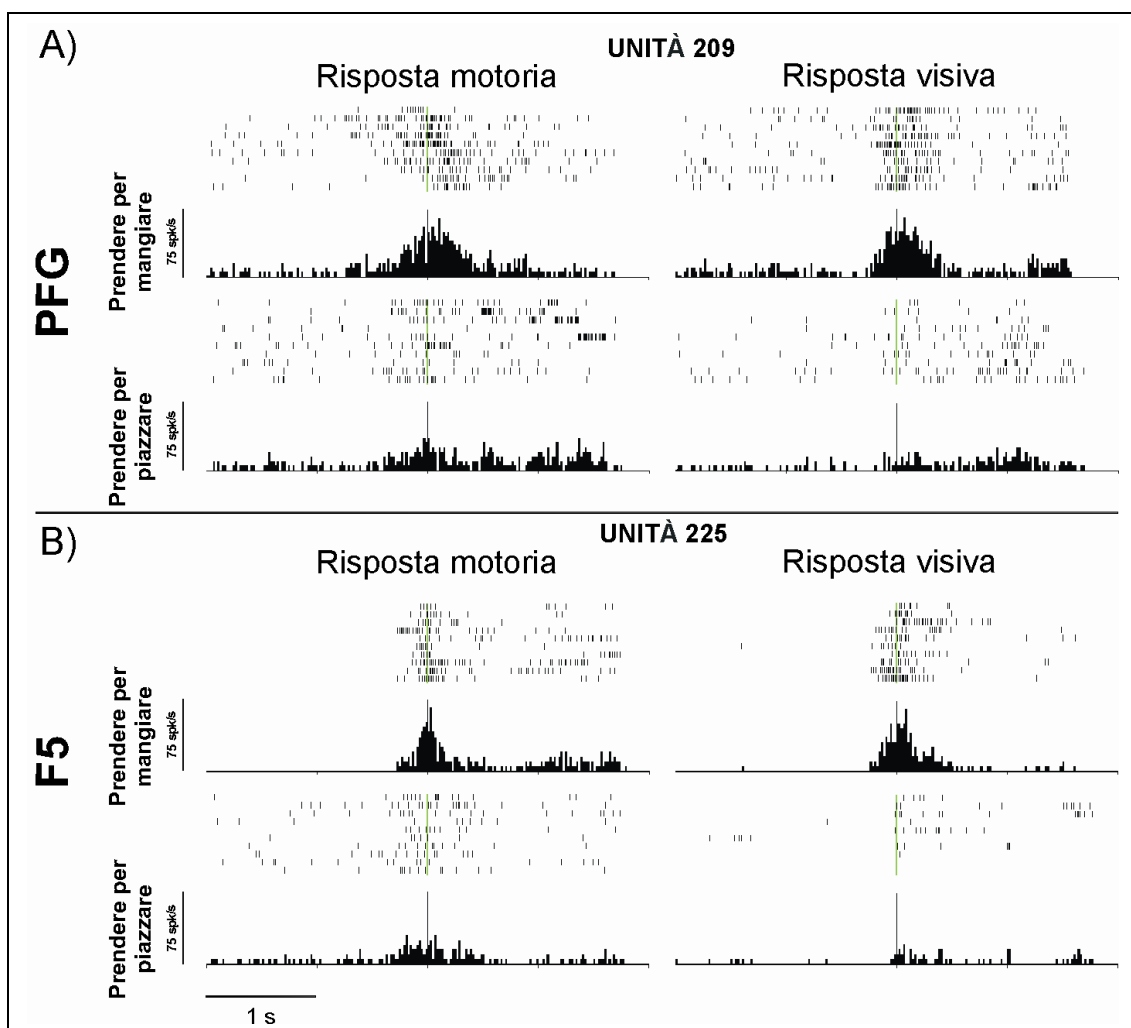 A)
UNITÀ 209
Risposta motoria
Risposta visiva
PFG
Prendere per
mangiare
75 spk/s
Prendere per
piazzare
75 spk/s
B)
UNITÀ 225
Risposta motoria
Risposta visiva
F5
Prendere per
mangiare
75 spk/s
Prendere per
piazzare
75 spk/s
1 s